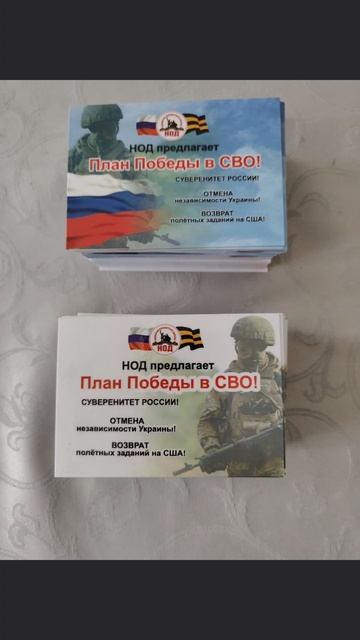 НОД
НОД предлагает
План Победы в СВО!
СУВЕРЕНИТЕТ РОССИИ!
ОТМЕНА
независимости Украины!
ВОЗВРАТ
полётных заданий на США!
НОД
НОД предлагает
План Победы в СВО!
СУВЕРЕНИТЕТ РОССИИ!
ОТМЕНА
независимости Украины!
ВОЗВРАТ
полётных заданий на США!